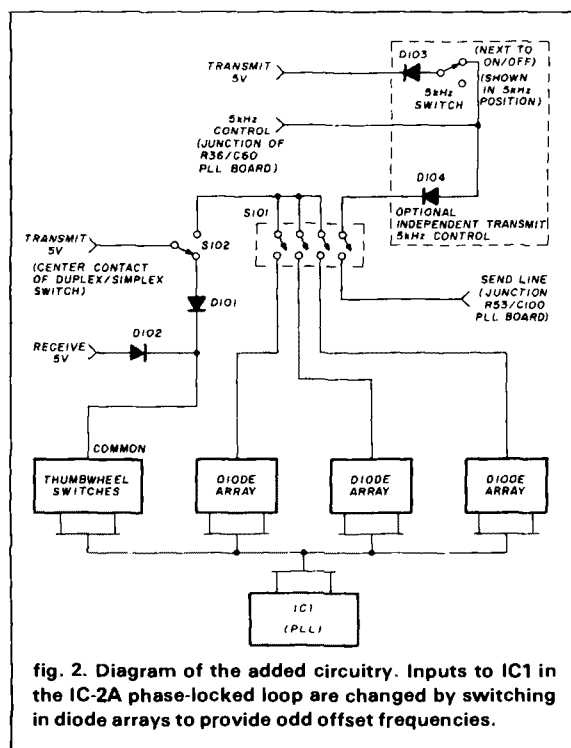 D103
(NEXT TO
ON/OFF)
TRANSMIT
5V
5kHz
SWITCH
(SHOWN
IN 5kHz
POSITION)
5kHz
CONTROL
(JUNCTION OF
R36/C60
PLL BOARD)
D104
OPTIONAL
INDEPENDENT TRANSMIT
5kHz CONTROL
S101
TRANSMIT
5V
S102
(CENTER CONTACT
OF DUPLEX/SIMPLEX
SWITCH)
D101
SEND LINE
(JUNCTION
R53/C100
PLL BOARD)
D102
RECEIVE
5V
COMMON
THUMBWHEEL
SWITCHES
DIODE
ARRAY
DIODE
ARRAY
DIODE
ARRAY
IC1
(PLL)
fig. 2. Diagram of the added circuitry. Inputs to IC1 in
the IC-2A phase-locked loop are changed by switching
in diode arrays to provide odd offset frequencies.